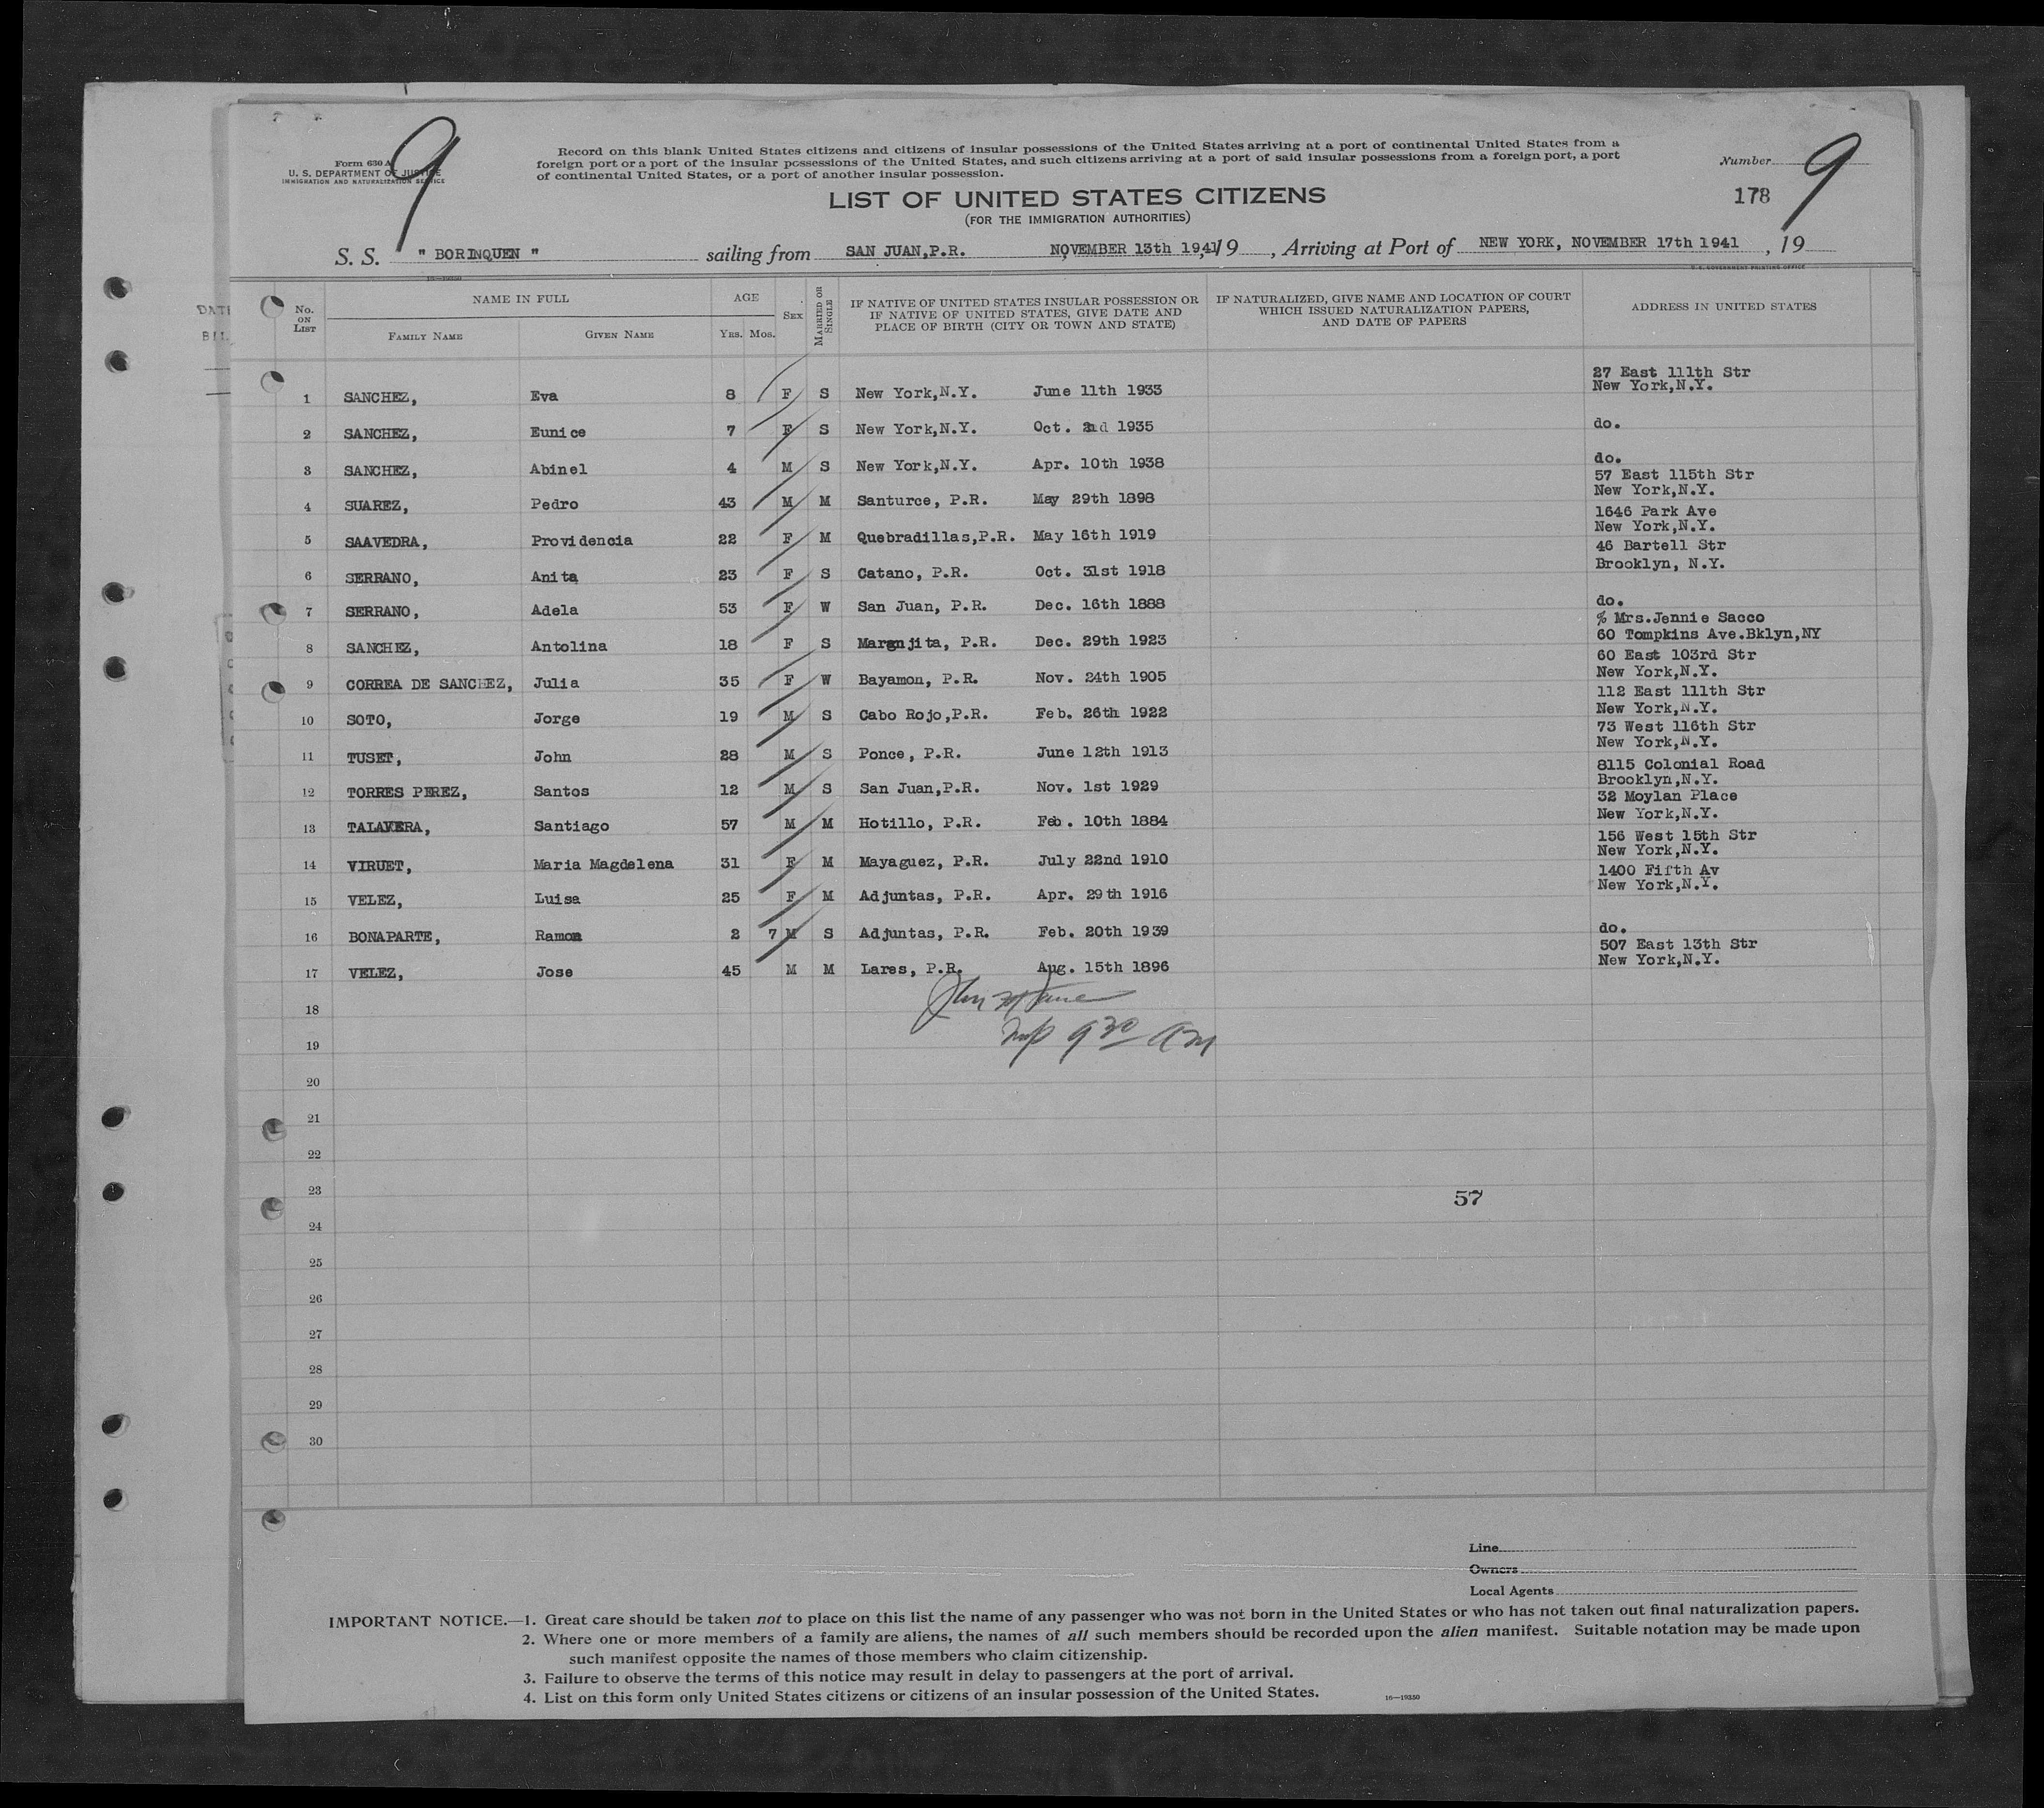 9
Form 630 A
U. S. DEPARTMENT OF JUSTICE
IMMIGRATION AND NATURALIZATION SERVICE
Record on this blank United States citizens and citizens of insular possessions of the United States arriving at a port of continental United States from a
foreign port or a port of the insular possessions of the United States, and such citizens arriving at a port of said insular possessions from a foreign port, a port
of continental United States, or a port of another insular possession.
Number 9
178
LIST OF UNITED STATES CITIZENS
(FOR THE IMMIGRATION AUTHORITIES)
S. S. " BORINQUEN " sailing from SAN JUAN,P.R. NOVEMBER 13th 1941, 19 , Arriving at Port of NEW YORK, NOVEMBER 17th 1941 , 19
16—19350
U. S. GOVERNMENT PRINTING OFFICE
No. ON LIST
NAME IN FULL
FAMILY NAME
GIVEN NAME
AGE
YRS. MOS.
SEX
MARRIED OR SINGLE
IF NATIVE OF UNITED STATES INSULAR POSSESSION OR
IF NATIVE OF UNITED STATES, GIVE DATE AND
PLACE OF BIRTH (CITY OR TOWN AND STATE)
IF NATURALIZED, GIVE NAME AND LOCATION OF COURT
WHICH ISSUED NATURALIZATION PAPERS,
AND DATE OF PAPERS
ADDRESS IN UNITED STATES
1 SANCHEZ, Eva 8 F S New York,N.Y. June 11th 1933 27 East 111th Str
New York,N.Y.
2 SANCHEZ, Eunice 7 F S New York,N.Y. Oct. 2nd 1935 do.
3 SANCHEZ, Abinel 4 M S New York,N.Y. Apr. 10th 1938 do.
4 SUAREZ, Pedro 43 M M Santurce, P.R. May 29th 1898 57 East 115th Str
New York,N.Y.
5 SAAVEDRA, Providencia 22 F M Quebradillas,P.R. May 16th 1919 1646 Park Ave
New York,N.Y.
6 SERRANO, Anita 23 F S Catano, P.R. Oct. 31st 1918 46 Bartell Str
Brooklyn, N.Y.
7 SERRANO, Adela 53 F W San Juan, P.R. Dec. 16th 1888 do.
8 SANCHEZ, Antolina 18 F S Marenjita, P.R. Dec. 29th 1923 % Mrs.Jennie Sacco
60 Tompkins Ave.Bklyn,NY
9 CORREA DE SANCHEZ, Julia 35 F W Bayamon, P.R. Nov. 24th 1905 60 East 103rd Str
New York,N.Y.
10 SOTO, Jorge 19 M S Cabo Rojo,P.R. Feb. 26th 1922 112 East 111th Str
New York,N.Y.
11 TUSET, John 28 M S Ponce, P.R. June 12th 1913 73 West 116th Str
New York,N.Y.
12 TORRES PEREZ, Santos 12 M S San Juan,P.R. Nov. 1st 1929 8115 Colonial Road
Brooklyn,N.Y.
13 TALAVERA, Santiago 57 M M Hotillo, P.R. Feb. 10th 1884 32 Moylan Place
New York,N.Y.
14 VIRUET, Maria Magdelena 31 F M Mayaguez, P.R. July 22nd 1910 156 West 15th Str
New York,N.Y.
15 VELEZ, Luisa 25 F M Adjuntas, P.R. Apr. 29th 1916 1400 Fifth Av
New York,N.Y.
16 BONAPARTE, Ramon 2 7 M S Adjuntas, P.R. Feb. 20th 1939 do.
17 VELEZ, Jose 45 M M Lares, P.R. Aug. 15th 1896 507 East 13th Str
New York,N.Y.
18
19 9 30 AM
20
21
22
23
57
24
25
26
27
28
29
30
Line
Owners
Local Agents
IMPORTANT NOTICE.—1. Great care should be taken not to place on this list the name of any passenger who was not born in the United States or who has not taken out final naturalization papers.
2. Where one or more members of a family are aliens, the names of all such members should be recorded upon the alien manifest. Suitable notation may be made upon
such manifest opposite the names of those members who claim citizenship.
3. Failure to observe the terms of this notice may result in delay to passengers at the port of arrival.
4. List on this form only United States citizens or citizens of an insular possession of the United States.
16—19350